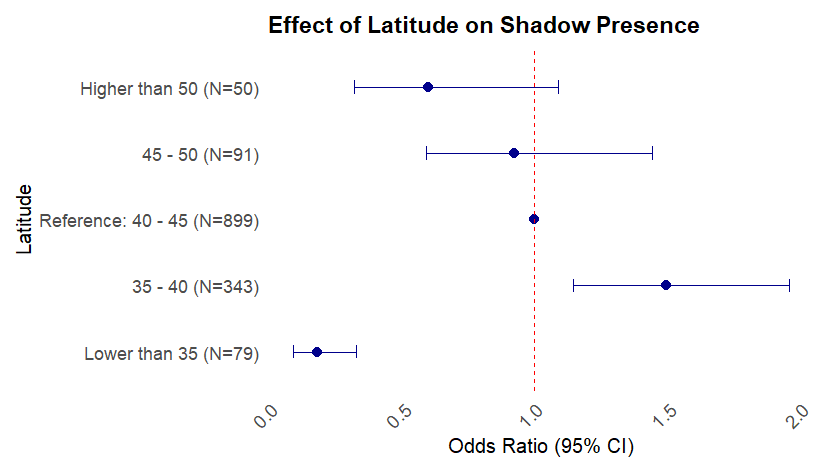 Effect of Latitude on Shadow Presence
Latitude
Higher than 50 (N=50)
45 - 50 (N=91)
Reference: 40 - 45 (N=899)
35 - 40 (N=343)
Lower than 35 (N=79)
0.0
0.5
1.0
1.5
2.0
Odds Ratio (95% CI)